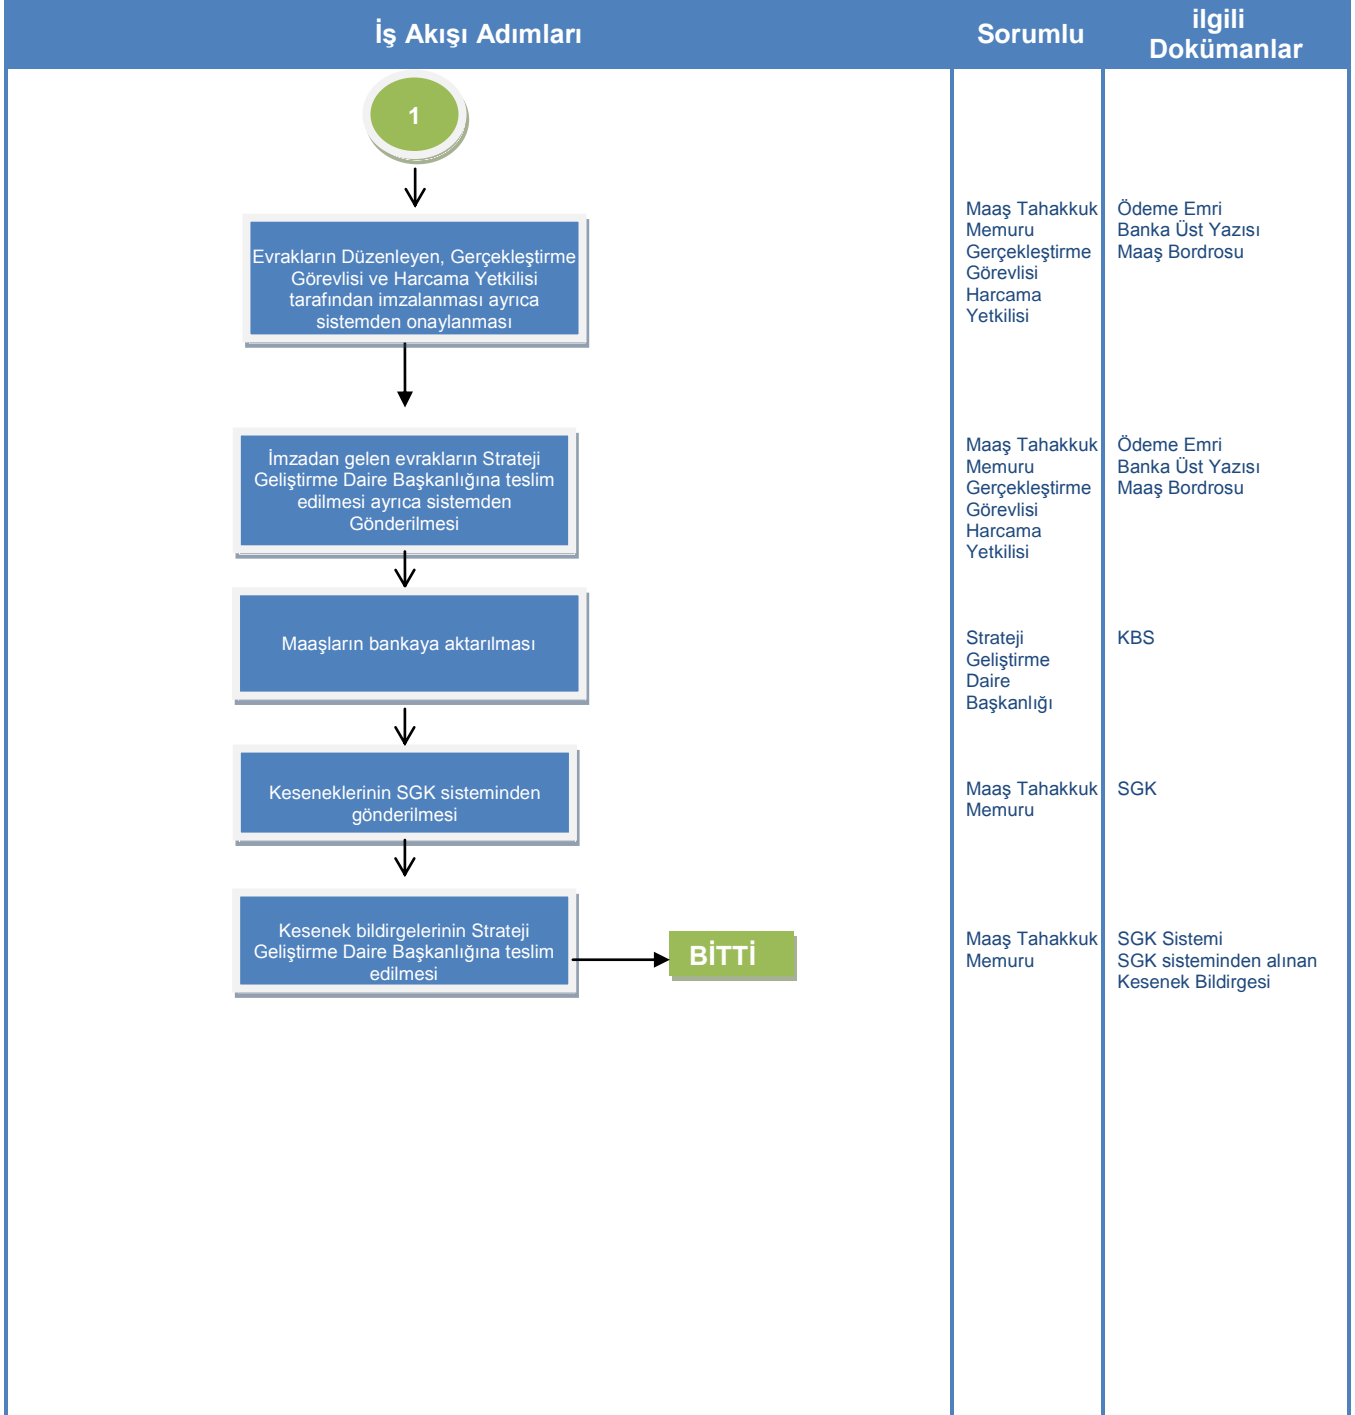 İş Akışı Adımları
Sorumlu
ilgili
Dokümanlar
1
Evrakların Düzenleyen, Gerçekleştirme
Görevlisi ve Harcama Yetkilisi
tarafından imzalanması ayrıca
sistemden onaylanması
Maaş Tahakkuk
Memuru
Gerçekleştirme
Görevlisi
Harcama
Yetkilisi
Ödeme Emri
Banka Üst Yazısı
Maaş Bordrosu
İmzadan gelen evrakların Strateji
Geliştirme Daire Başkanlığına teslim
edilmesi ayrıca sistemden
Gönderilmesi
Maaş Tahakkuk
Memuru
Gerçekleştirme
Görevlisi
Harcama
Yetkilisi
Ödeme Emri
Banka Üst Yazısı
Maaş Bordrosu
Maaşların bankaya aktarılması
Strateji
Geliştirme
Daire
Başkanlığı
KBS
Keseneklerinin SGK sisteminden
gönderilmesi
Maaş Tahakkuk
Memuru
SGK
Kesenek bildirgelerinin Strateji
Geliştirme Daire Başkanlığına teslim
edilmesi
BİTTİ
Maaş Tahakkuk
Memuru
SGK Sistemi
SGK sisteminden alınan
Kesenek Bildirgesi